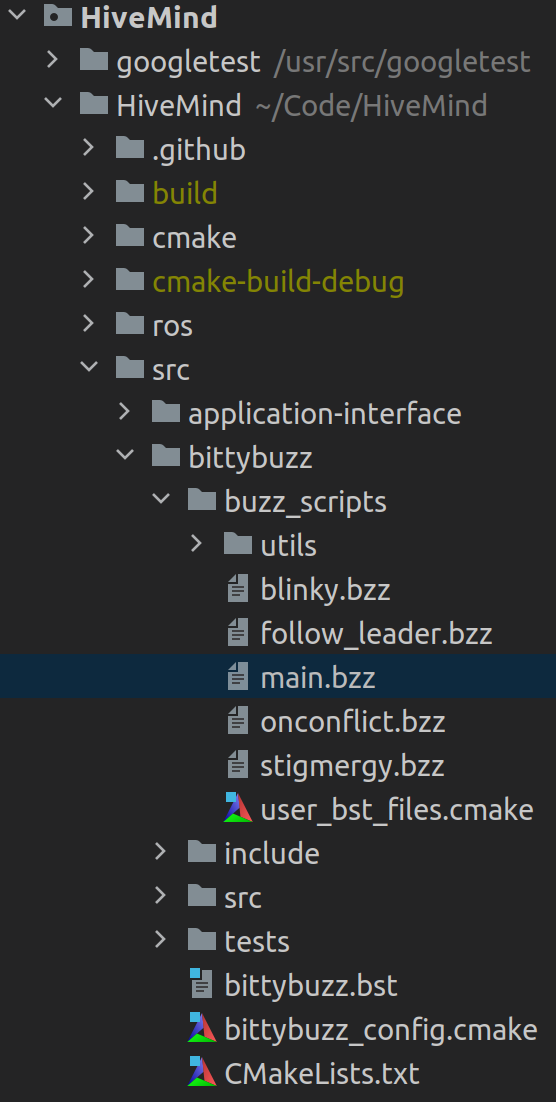 HiveMind
googletest /usr/src/googletest
HiveMind ~/Code/HiveMind
.github
build
cmake
cmake-build-debug
ros
src
application-interface
bittybuzz
buzz_scripts
utils
blinky.bzz
follow_leader.bzz
main.bzz
onconflict.bzz
stigmergy.bzz
user_bst_files.cmake
include
src
tests
bittybuzz.bst
bittybuzz_config.cmake
CMakeLists.txt